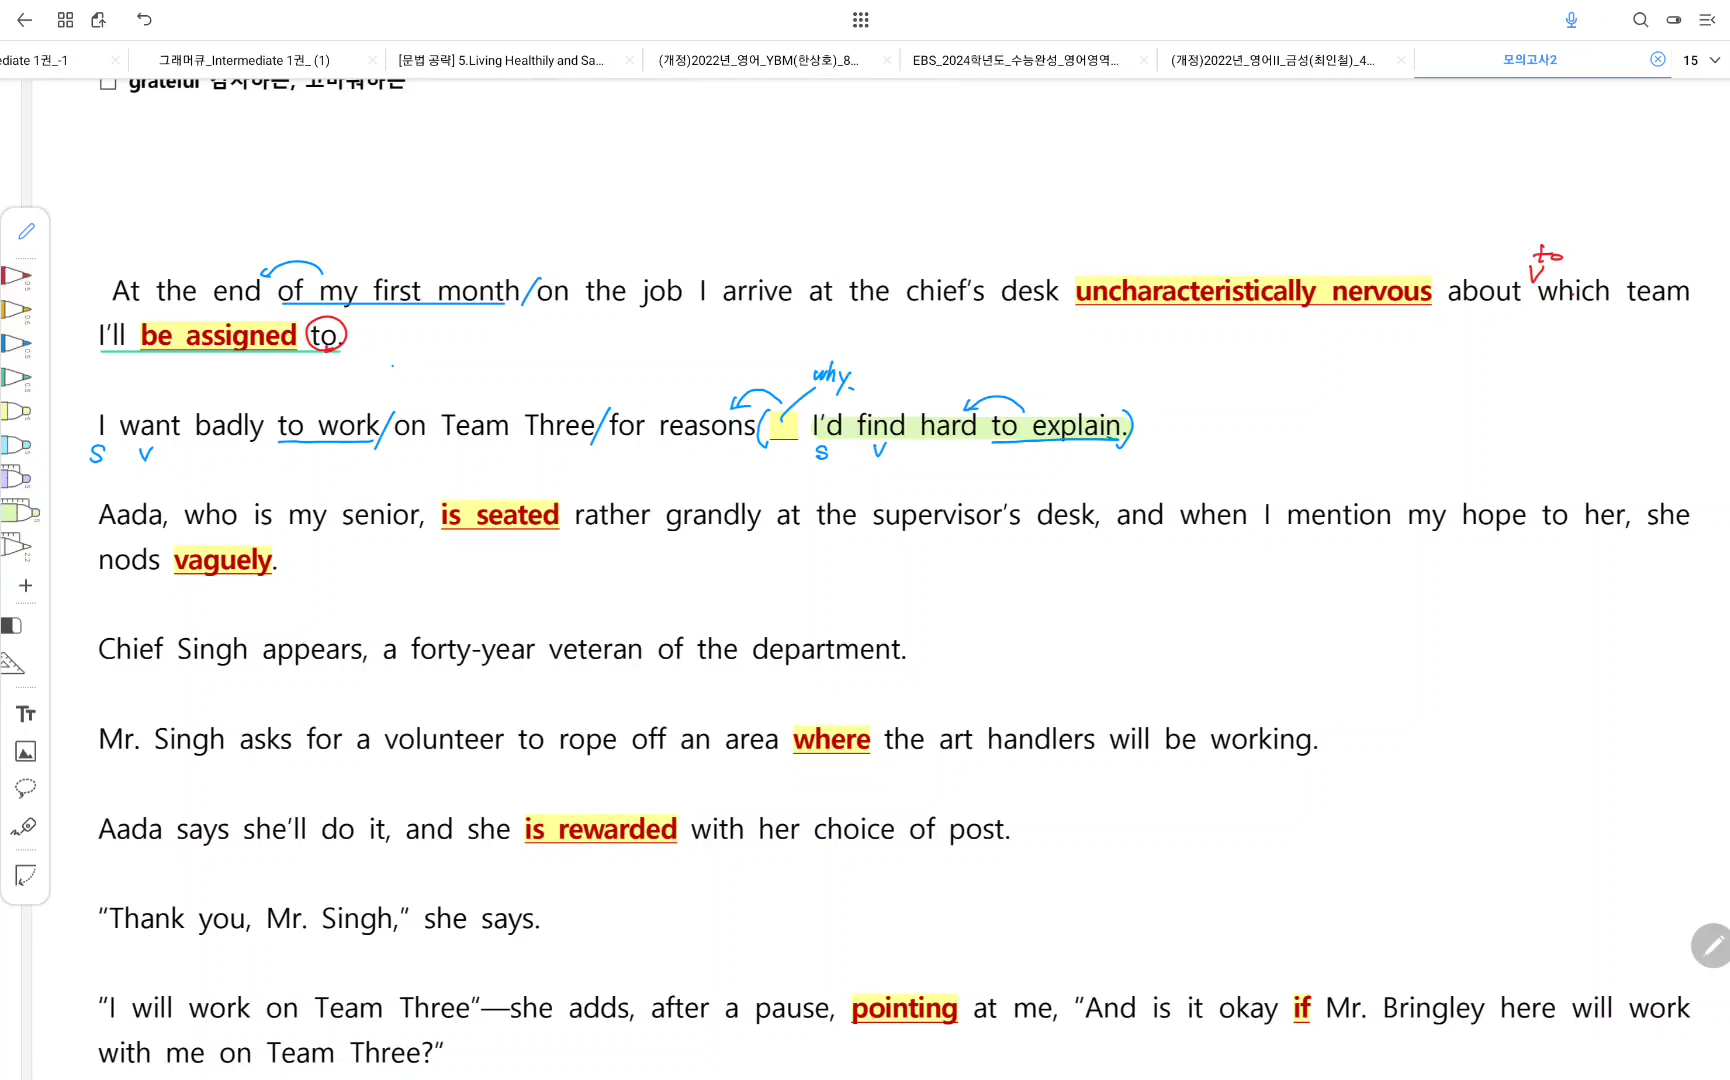 ediate 1권_-1
그래머큐_Intermediate 1권_ (1)
[문법 공략] 5.Living Healthily and Sa...
(개정)2022년_영어_YBM(한상호)_8...
EBS_2024학년도_수능완성_영어영역...
(개정)2022년_영어II_금성(최인철)_4...
모의고사2
15
grateful 감사하는, 고마워하는
to
At the end of my first month/on the job I arrive at the chief's desk uncharacteristically nervous about which team
I'll be assigned to.
why
I want badly to work/on Team Three/for reasons( I'd find hard to explain.)
S V S V
Aada, who is my senior, is seated rather grandly at the supervisor's desk, and when I mention my hope to her, she
nods vaguely.
Chief Singh appears, a forty-year veteran of the department.
Mr. Singh asks for a volunteer to rope off an area where the art handlers will be working.
Aada says she'll do it, and she is rewarded with her choice of post.
"Thank you, Mr. Singh," she says.
"I will work on Team Three"—she adds, after a pause, pointing at me, "And is it okay if Mr. Bringley here will work
with me on Team Three?"
Tт